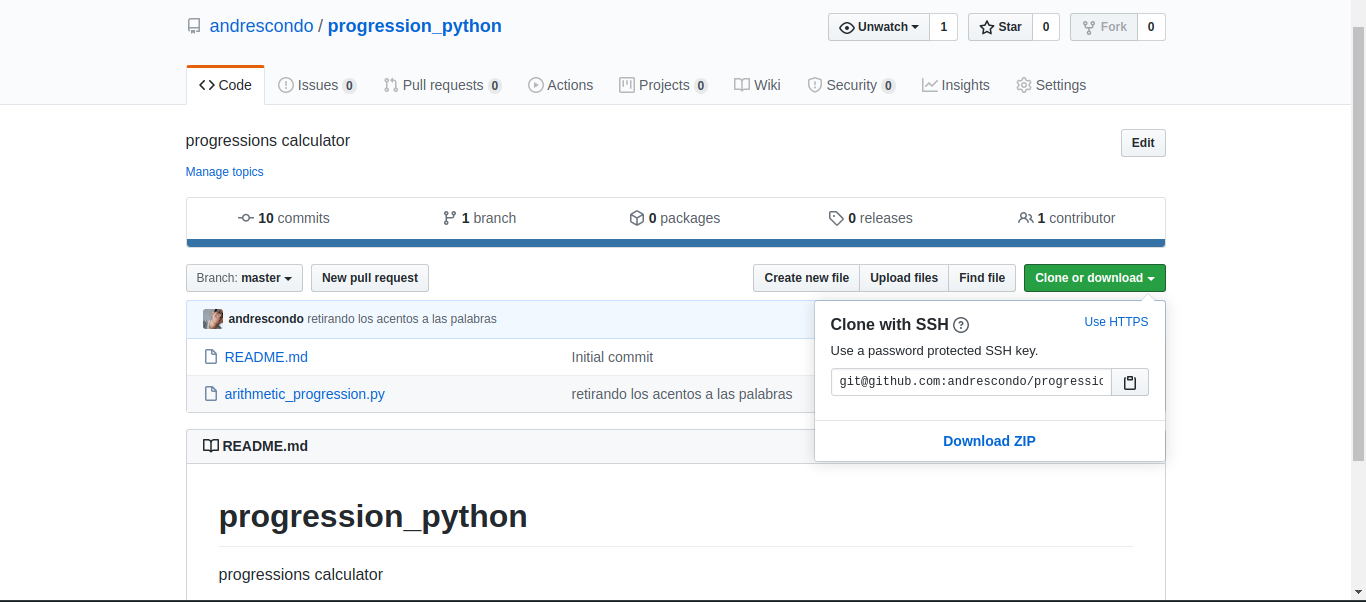 andrescondo / progression_python
Unwatch 1 Star 0 Fork 0
Code Issues 0 Pull requests 0 Actions Projects 0 Wiki Security 0 Insights Settings
progressions calculator
Edit
Manage topics
10 commits 1 branch 0 packages 0 releases 1 contributor
Branch: master New pull request Create new file Upload files Find file Clone or download
andrescondo retirando los acentos a las palabras
README.md Initial commit
arithmetic_progression.py retirando los acentos a las palabras
Clone with SSH ? Use HTTPS
Use a password protected SSH key.
git@github.com:andrescondo/progressio
Download ZIP
README.md
progression_python
progressions calculator